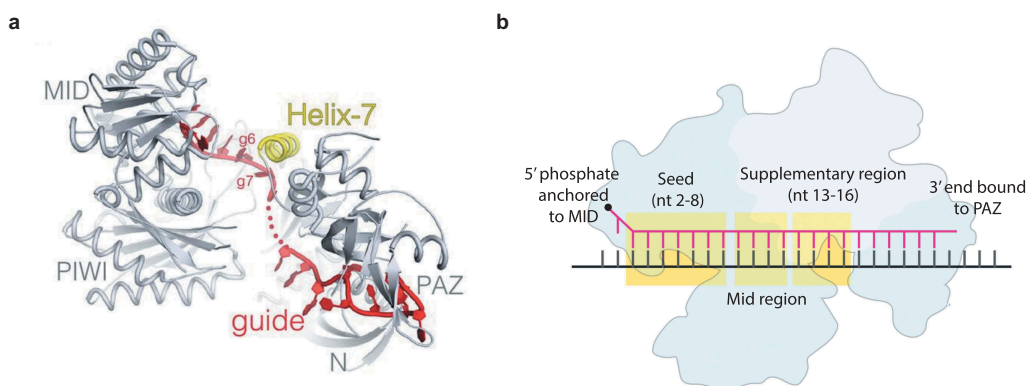 a
MID
g6
Helix-7
g7
PIWI
PAZ
guide
N
b
5′ phosphate
anchored
to MID
Seed
(nt 2-8)
Supplementary region
(nt 13-16)
3′ end bound
to PAZ
Mid region